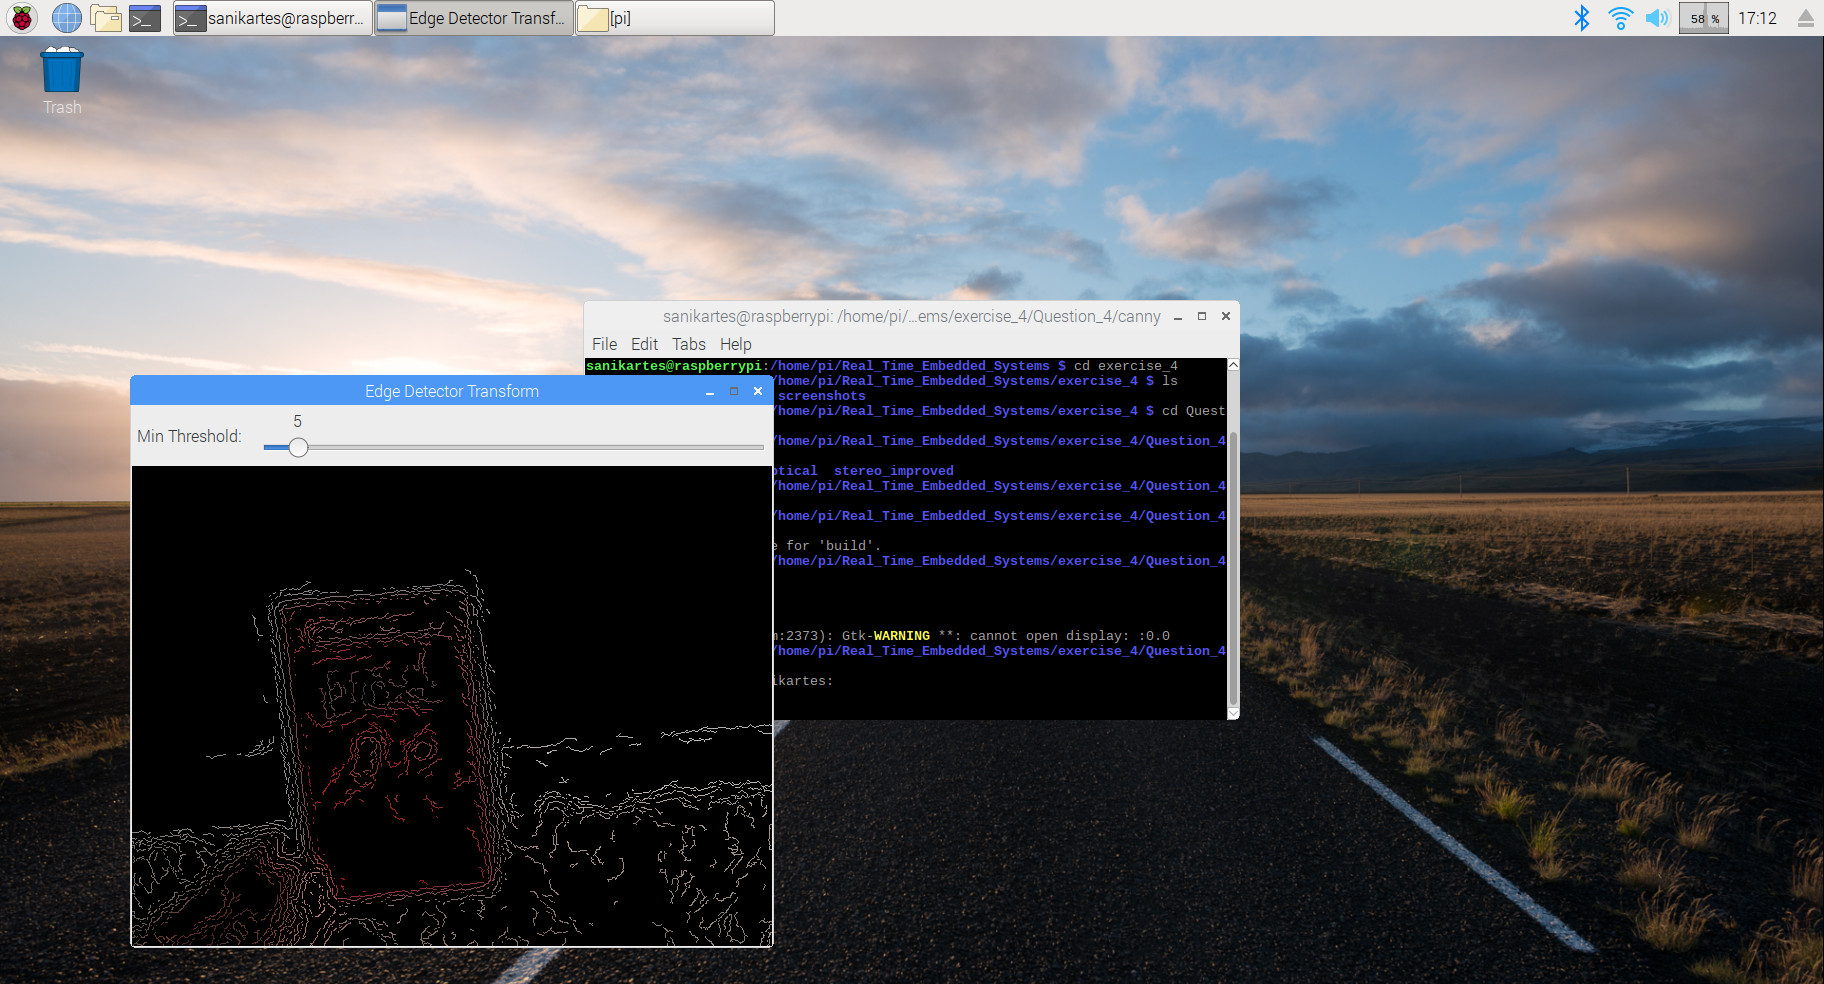 sanikartes@raspberr...
Edge Detector Transf...
[pi]
58 %
17:12
Trash
sanikartes@raspberrypi: /home/pi/...ems/exercise_4/Question_4/canny
File Edit Tabs Help
sanikartes@raspberrypi:/home/pi/Real_Time_Embedded_Systems $ cd exercise_4
/home/pi/Real_Time_Embedded_Systems/exercise_4 $ ls
screenshots
/home/pi/Real_Time_Embedded_Systems/exercise_4 $ cd Quest
/home/pi/Real_Time_Embedded_Systems/exercise_4/Question_4
ptical stereo_improved
/home/pi/Real_Time_Embedded_Systems/exercise_4/Question_4
/home/pi/Real_Time_Embedded_Systems/exercise_4/Question_4
e for 'build'.
/home/pi/Real_Time_Embedded_Systems/exercise_4/Question_4
:2373): Gtk-WARNING **: cannot open display: :0.0
/home/pi/Real_Time_Embedded_Systems/exercise_4/Question_4
ikartes:
Edge Detector Transform
5
Min Threshold: